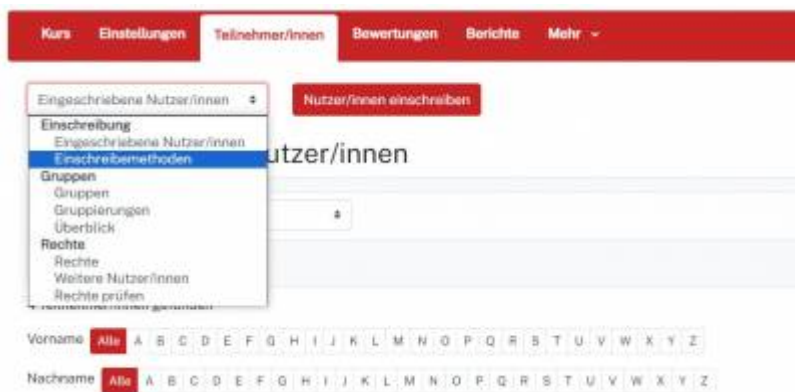 Kurs Einstellungen Teilnehmer/innen Bewertungen Berichte Mehr
Eingeschriebene Nutzer/innen Nutzer/innen einschreiben
Einschreibung
Eingeschriebene Nutzer/innen
Einschreibemethoden
utzer/innen
Gruppen
Gruppen
Gruppierungen
Überblick
Rechte
Rechte
Weitere Nutzer/innen
Rechte prüfen
Vorname Alle A B C D E F G H I J K L M N O P Q R S T U V W X Y Z
Nachname Alle A B C D E F G H I J K L M N O P Q R S T U V W X Y Z